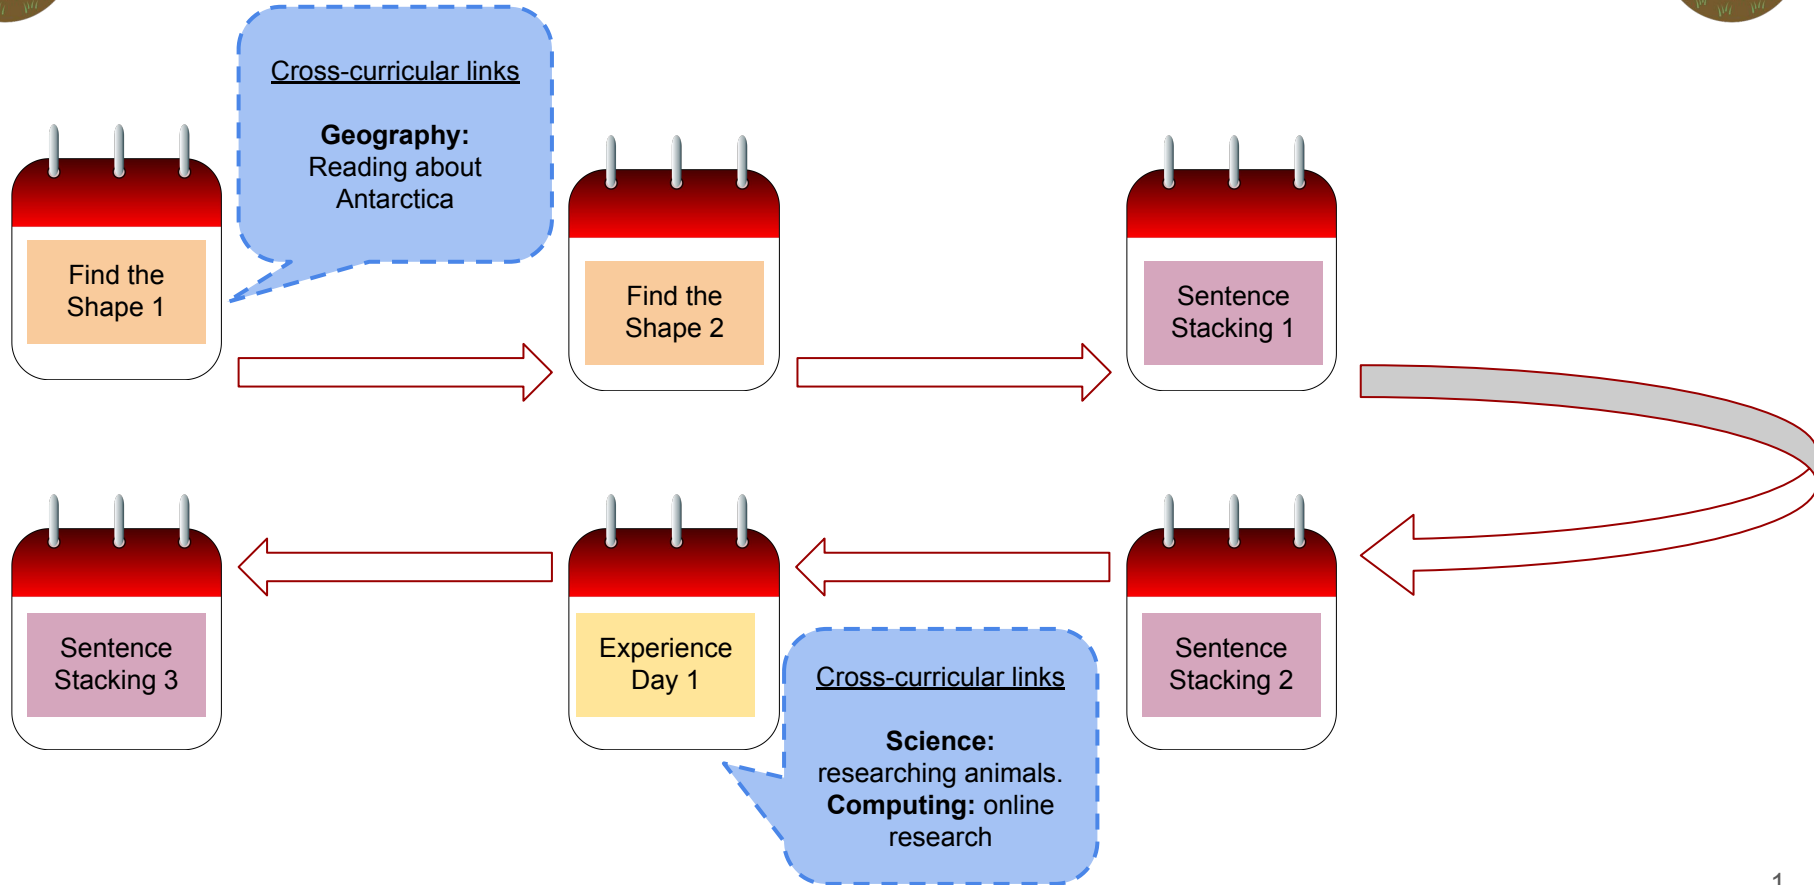 Cross-curricular links
Geography:
Reading about
Antarctica
Find the
Shape 1
Find the
Shape 2
Sentence
Stacking 1
Sentence
Stacking 3
Experience
Day 1
Cross-curricular links
Science:
researching animals.
Computing: online
research
Sentence
Stacking 2
1